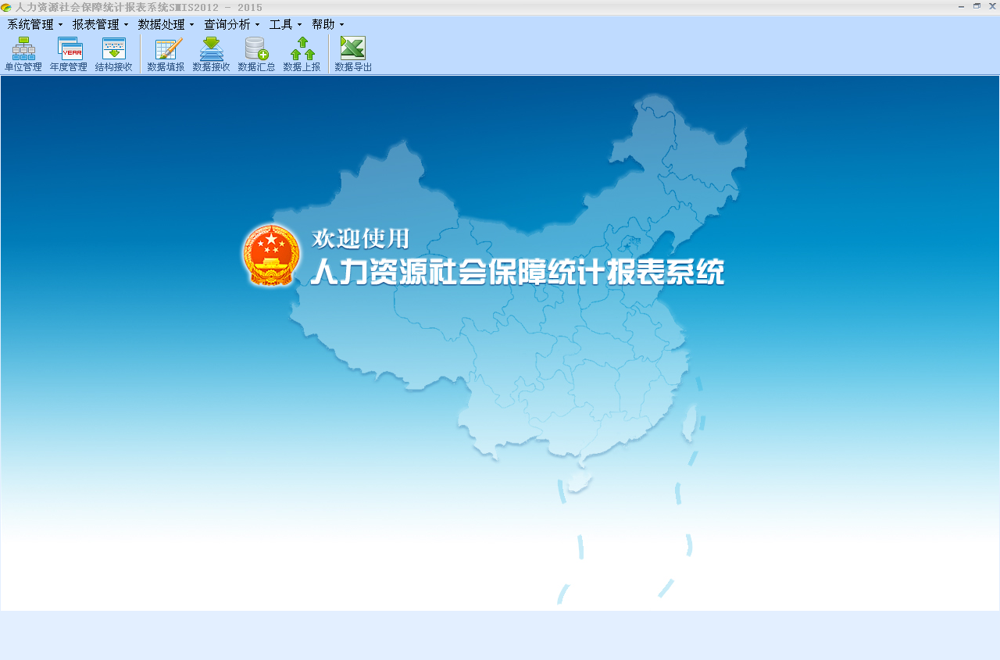 人力资源社会保障统计报表系统SMIS2012 - 2015
系统管理 报表管理 数据处理 查询分析 工具 帮助
单位管理 年度管理 结构接收 数据填报 数据接收 数据汇总 数据上报 数据导出
YEAR
欢迎使用
人力资源社会保障统计报表系统